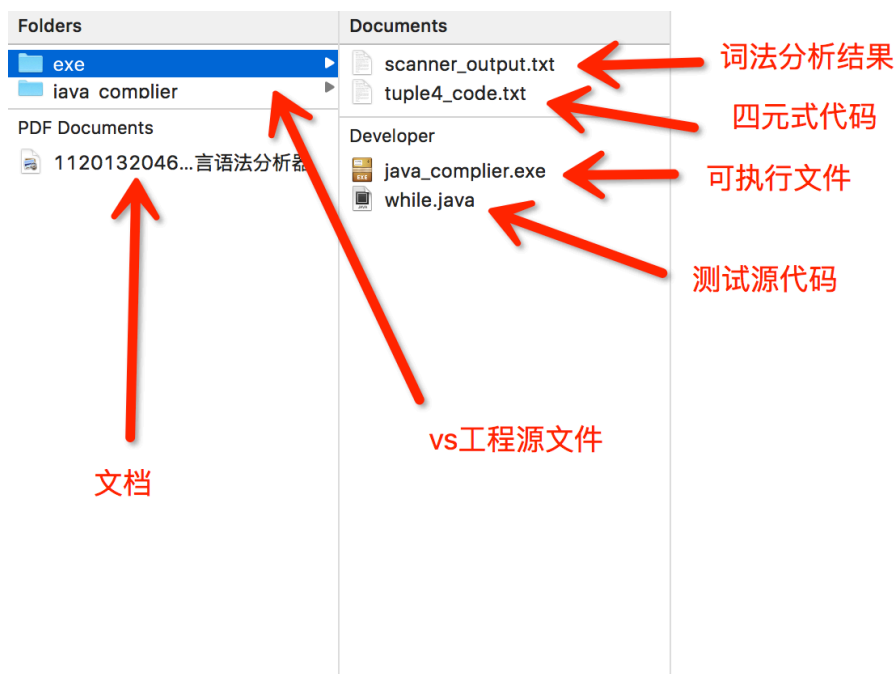 Folders
exe
java complier
PDF Documents
1120132046...言语法分析器
Documents
scanner_output.txt
tuple4_code.txt
Developer
java_complier.exe
while.java
词法分析结果
四元式代码
可执行文件
测试源代码
vs工程源文件
文档